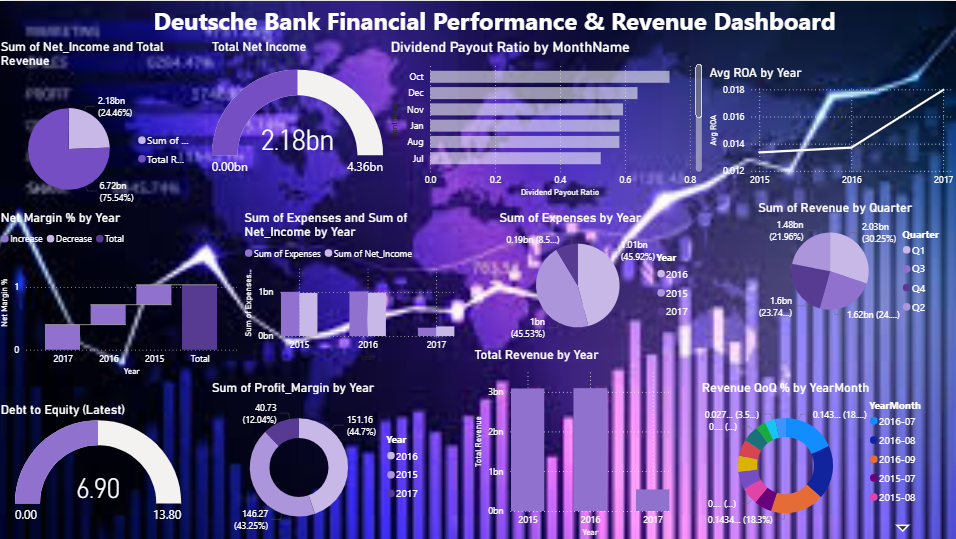 Deutsche Bank Financial Performance & Revenue Dashboard
Sum of Net_Income and Total
Revenue
2.18bn
(24.46%)
Sum of ...
Total R...
6.72bn
(75.54%)
Total Net Income
2.18bn
0.00bn
4.36bn
Dividend Payout Ratio by MonthName
Oct
Dec
Nov
Jan
Aug
Jul
0.0
0.2
0.4
0.6
0.8
Dividend Payout Ratio
Avg ROA by Year
Avg ROA
0.018
0.016
0.014
0.012
2015
2016
2017
Net Margin % by Year
Increase
Decrease
Total
Net Margin %
1
0
2017
2016
2015
Total
Year
Sum of Expenses and Sum of
Net_Income by Year
Sum of Expenses
Sum of Net_Income
Sum of Expenses...
1bn
0bn
2015
2016
2017
Sum of Expenses by Year
0.19bn (8.5...)
1.01bn
(45.92%)
1bn
(45.53%)
Year
2016
2015
2017
Sum of Revenue by Quarter
1.48bn
(21.96%)
2.03bn
(30.25%)
1.6bn
(23.74...)
1.62bn (24....)
Quarter
Q1
Q3
Q4
Q2
Debt to Equity (Latest)
6.90
0.00
13.80
Sum of Profit_Margin by Year
40.73
(12.04%)
151.16
(44.7%)
146.27
(43.25%)
Year
2016
2015
2017
Total Revenue by Year
Total Revenue
3bn
2bn
1bn
0bn
2015
2016
2017
Year
Revenue QoQ % by YearMonth
0.027... (3.5...)
0.... (...)
0.143... (18....)
0.... (...)
0.1434... (18.3%)
YearMonth
2016-07
2016-08
2016-09
2015-07
2015-08